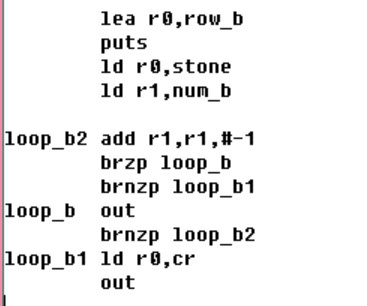 lea r0,row_b
puts
ld r0,stone
ld r1,num_b
loop_b2 add r1,r1,#-1
brzp loop_b
brnzp loop_b1
loop_b out
brnzp loop_b2
loop_b1 ld r0,cr
out